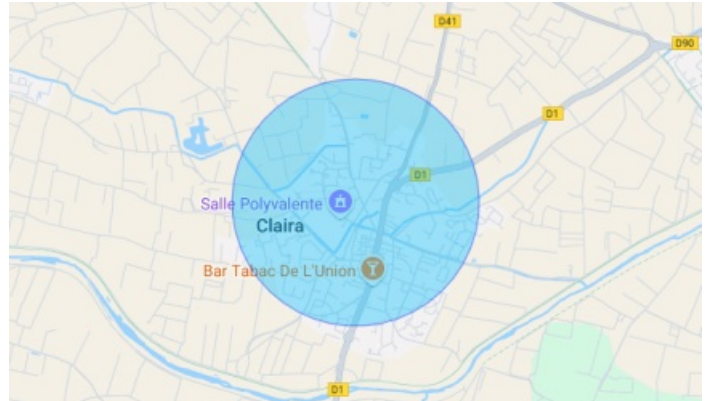 D41
D90
D1
D1
Salle Polyvalente
Claira
Bar Tabac De L'Union
D1